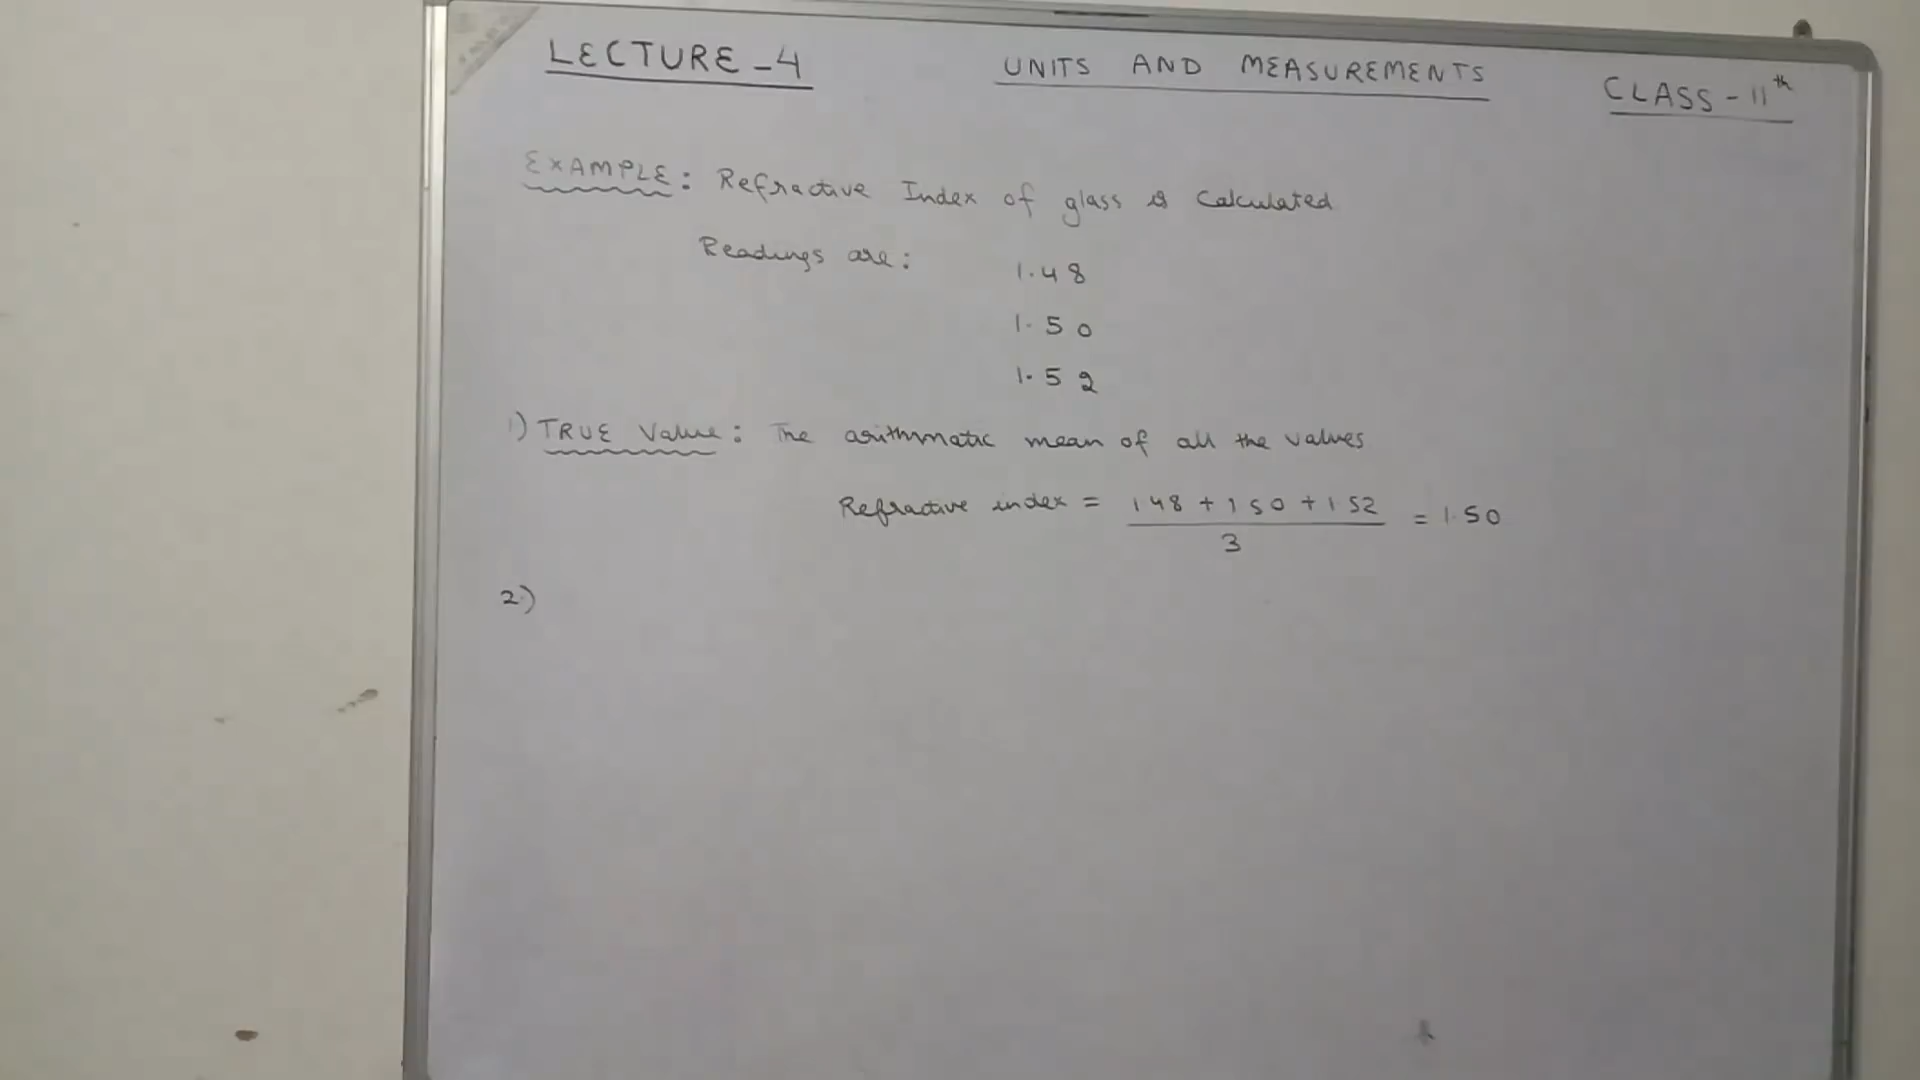 LECTURE - 4 UNITS AND MEASUREMENTS CLASS - 11th
EXAMPLE: Refractive Index of glass is Calculated
Readings are: 1.48
1.50
1.52
1) TRUE Value: The arithmatic mean of all the values
Refractive index = 1.48 + 1.50 + 1.52 = 1.50
3
2.)